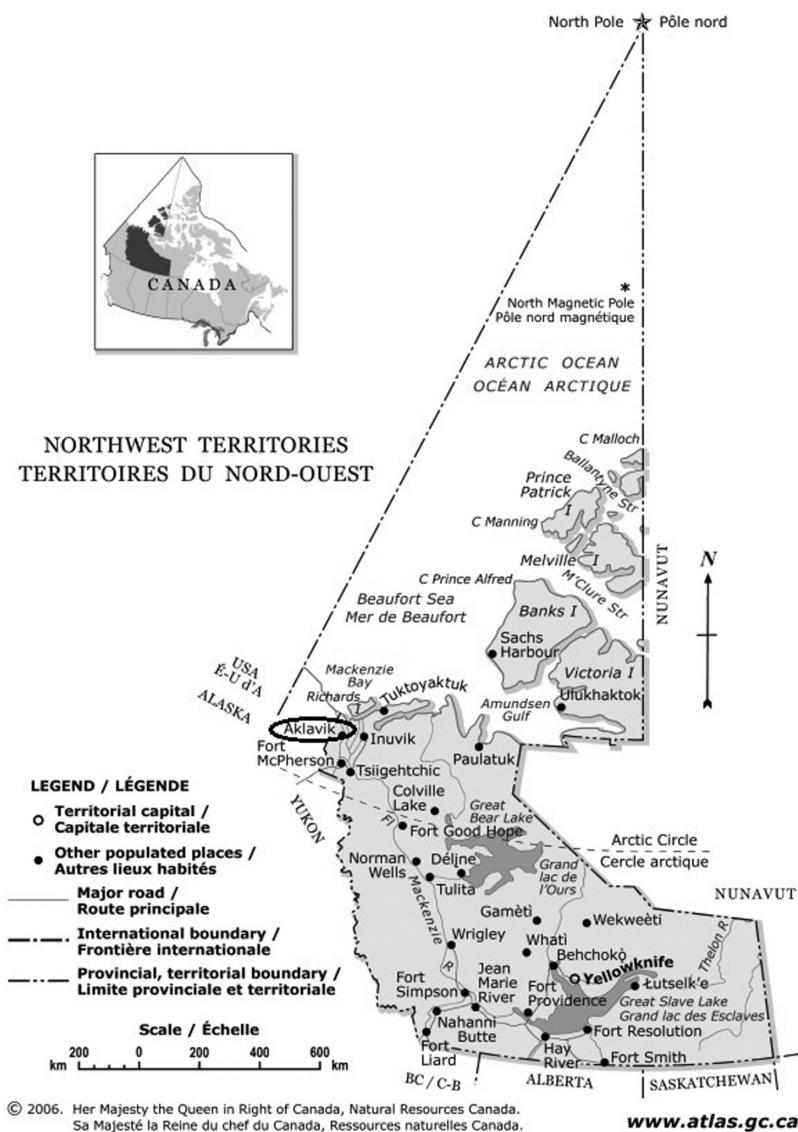 North Pole Pôle nord
North Magnetic Pole
Pôle nord magnétique
CANADA
ARCTIC OCEAN
OCÉAN ARCTIQUE
NORTHWEST TERRITORIES
TERRITOIRES DU NORD-OUEST
C Malloch
Ballantyne Str
Prince
Patrick
I
C Manning
Melville I
M'Clure Str
NUNAVUT
N
C Prince Alfred
Beaufort Sea
Mer de Beaufort
Banks I
Sachs
Harbour
Victoria I
Ulukhaktok
Amundsen
Gulf
USA
É-U d'A
ALASKA
Mackenzie
Bay
Richards
I
Tuktoyaktuk
Aklavik
Inuvik
Paulatuk
Fort
McPherson
Tsiigehtchic
YUKON
Colville
Lake
Great
Bear Lake
Fort Good Hope
Arctic Circle
Cercle arctique
Norman
Wells
Déline
Tulita
Grand
lac de
l'Ours
Fl
Mackenzie
R
NUNAVUT
Gamètì
Wekweètì
Wrigley
Whatì
Behchokò
Thelon R
Yellowknife
Fort
Simpson
Jean
Marie
River
Fort
Providence
Łutselk'e
Great Slave Lake
Grand lac des Esclaves
Nahanni
Butte
Fort Resolution
Fort
Liard
Hay
River
Fort Smith
BC / C-B
ALBERTA
SASKATCHEWAN
LEGEND / LÉGENDE
Territorial capital /
Capitale territoriale
Other populated places /
Autres lieux habités
Major road /
Route principale
International boundary /
Frontière internationale
Provincial, territorial boundary /
Limite provinciale et territoriale
Scale / Échelle
km 200 0 200 400 600 km
© 2006. Her Majesty the Queen in Right of Canada, Natural Resources Canada.
Sa Majesté la Reine du chef du Canada, Ressources naturelles Canada.
www.atlas.gc.ca